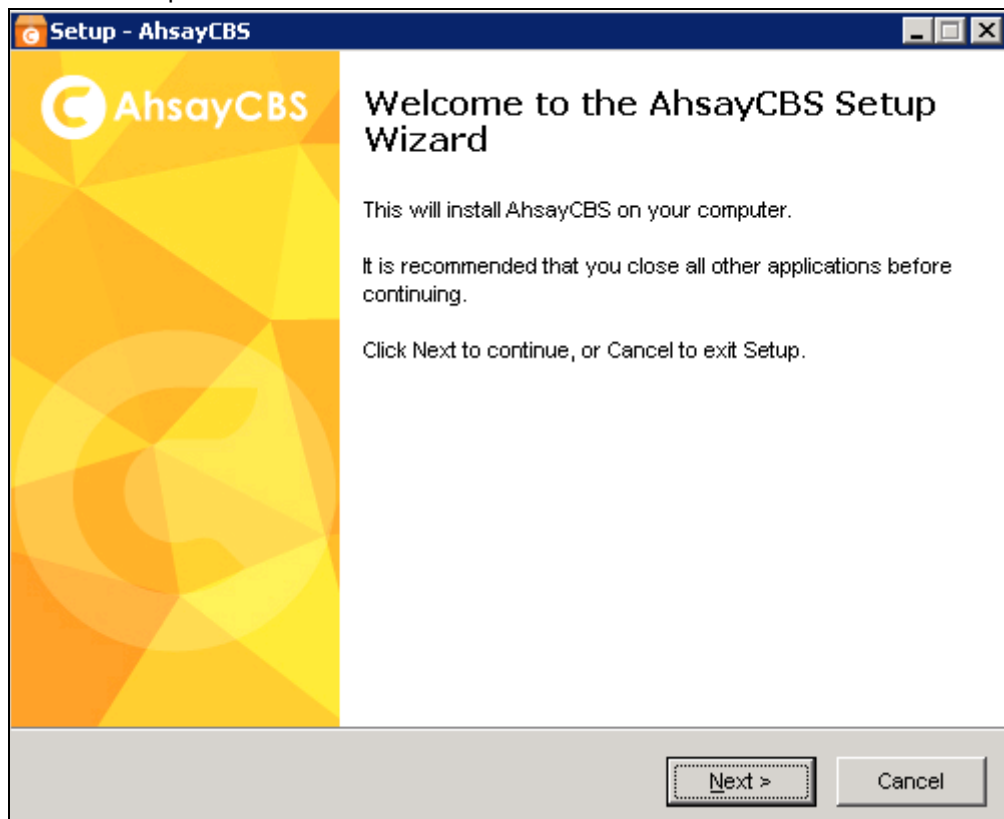 Setup - AhsayCBS
AhsayCBS
Welcome to the AhsayCBS Setup
Wizard
This will install AhsayCBS on your computer.
It is recommended that you close all other applications before
continuing.
Click Next to continue, or Cancel to exit Setup.
Next >
Cancel